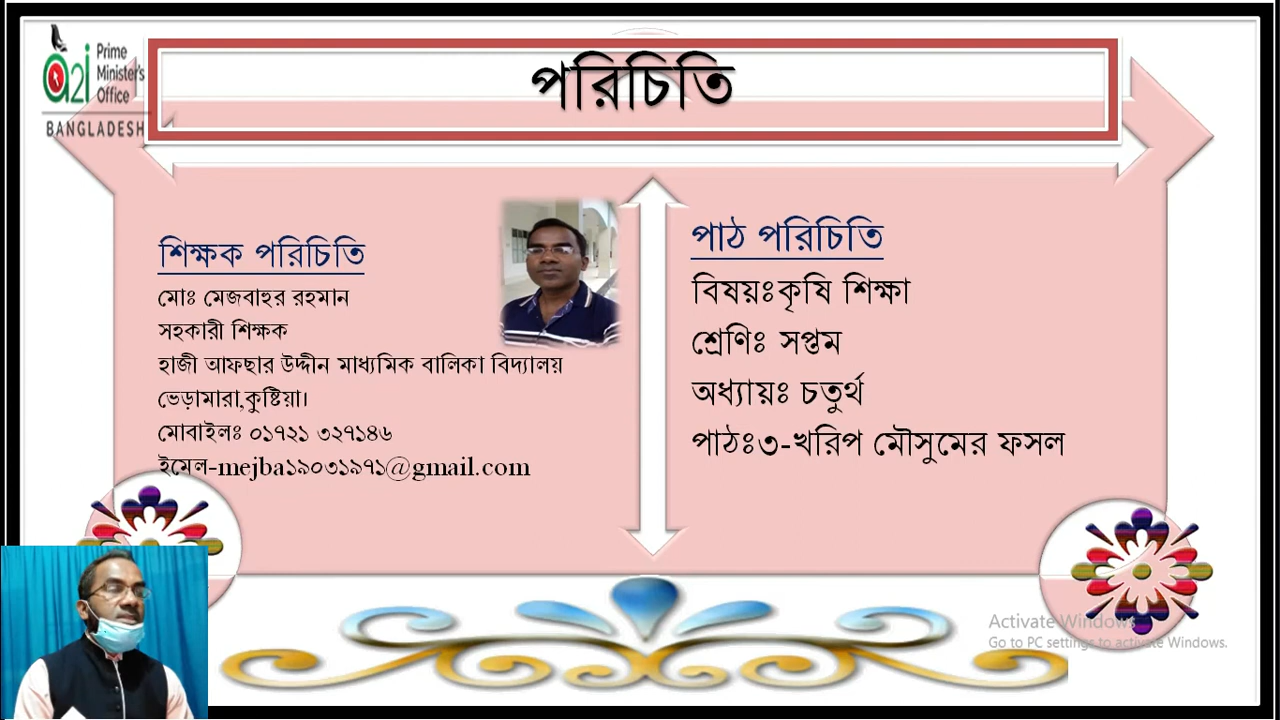 Prime
Minister's
Office
a2i
BANGLADESH
পরিচিতি
শিক্ষক পরিচিতি
মোঃ মেজবাহুর রহমান
সহকারী শিক্ষক
হাজী আফছার উদ্দীন মাধ্যমিক বালিকা বিদ্যালয়
ভেড়ামারা,কুষ্টিয়া।
মোবাইলঃ ০১৭২১ ৩২৭১৪৬
ইমেল-mejba১৯০৩১৯৭১@gmail.com
পাঠ পরিচিতি
বিষয়ঃকৃষি শিক্ষা
শ্রেণিঃ সপ্তম
অধ্যায়ঃ চতুর্থ
পাঠঃ৩-খরিপ মৌসুমের ফসল
Activate Windows
Go to PC settings to activate Windows.